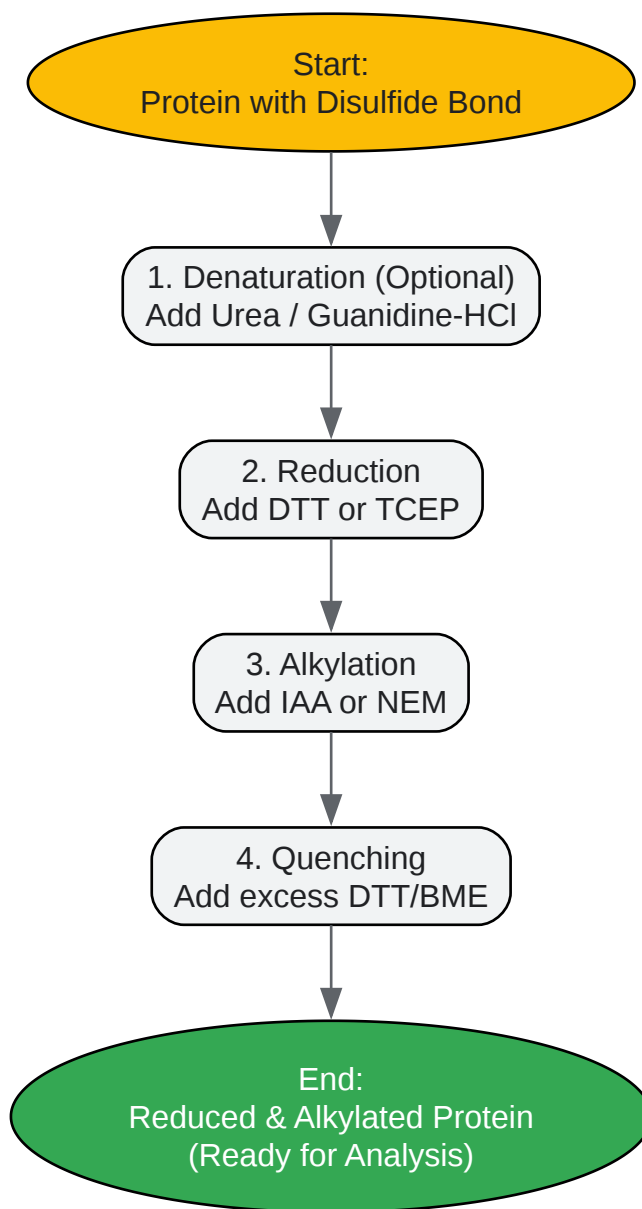 Start:
Protein with Disulfide Bond
1. Denaturation (Optional)
Add Urea / Guanidine-HCl
2. Reduction
Add DTT or TCEP
3. Alkylation
Add IAA or NEM
4. Quenching
Add excess DTT/BME
End:
Reduced & Alkylated Protein
(Ready for Analysis)